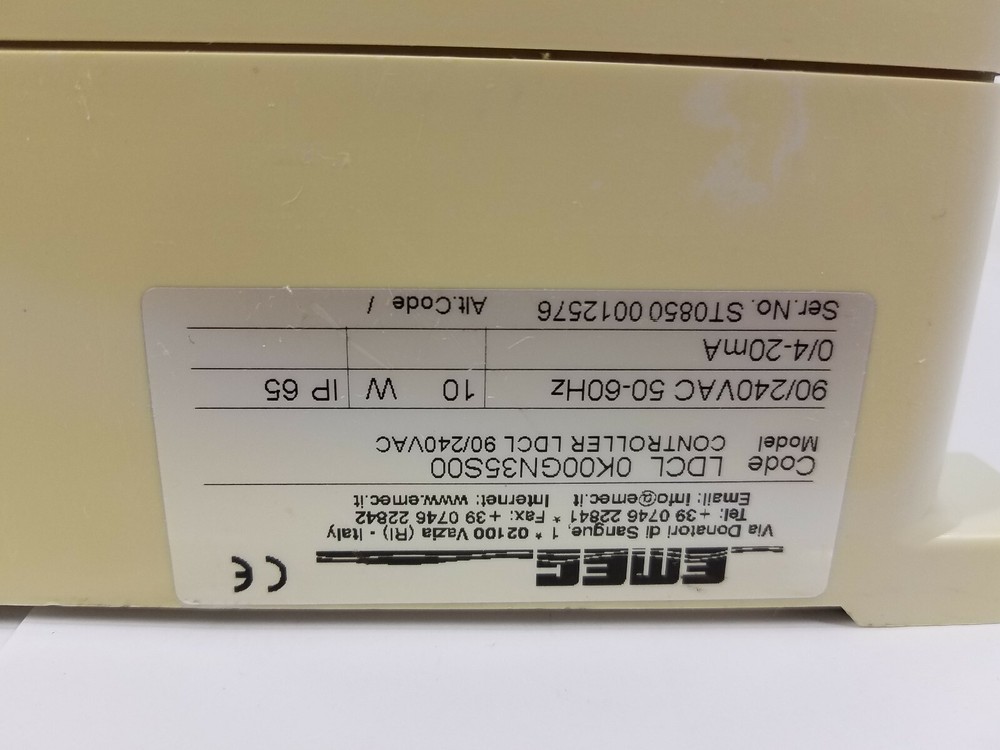 EMEC
CE
Via Donatori di Sangue, 1 * 02100 Vazia (RI) - Italy
Tel: + 39 0746 22841 * Fax: + 39 0746 22842
Email: info@emec.it Internet: www.emec.it
Code LDCL 0K00GN35S00
Model CONTROLLER LDCL 90/240VAC
90/240VAC 50-60Hz 10 W IP 65
0/4-20mA
Ser.No. ST0850 0012576 Alt.Code /